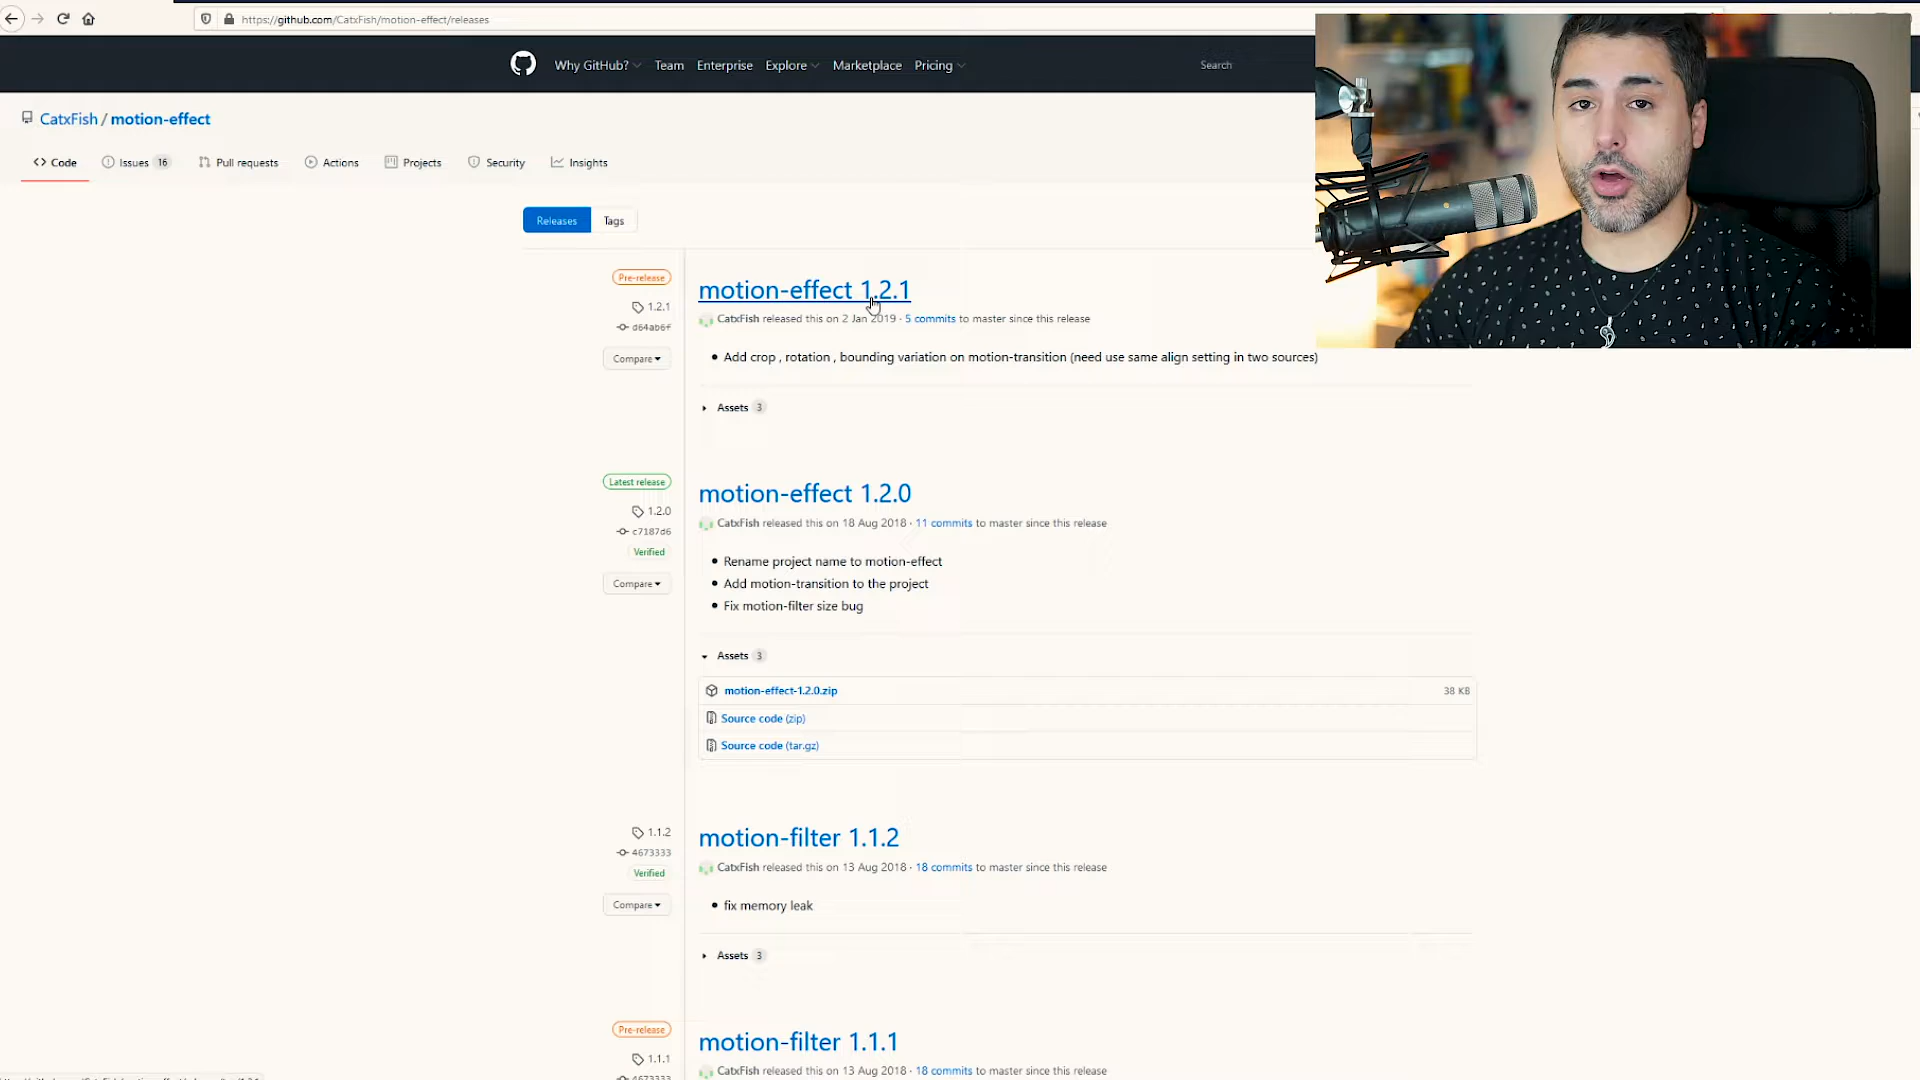 https://github.com/CatxFish/motion-effect/releases
Why GitHub? Team Enterprise Explore Marketplace Pricing Search
CatxFish / motion-effect
Code Issues 16 Pull requests Actions Projects Security Insights
Releases Tags
Pre-release
1.2.1
d64ab6f
Compare
motion-effect 1.2.1
CatxFish released this on 2 Jan 2019 · 5 commits to master since this release
Add crop , rotation , bounding variation on motion-transition (need use same align setting in two sources)
Assets 3
Latest release
1.2.0
c7187d6
Verified
Compare
motion-effect 1.2.0
CatxFish released this on 18 Aug 2018 · 11 commits to master since this release
Rename project name to motion-effect
Add motion-transition to the project
Fix motion-filter size bug
Assets 3
motion-effect-1.2.0.zip 38 KB
Source code (zip)
Source code (tar.gz)
1.1.2
4673333
Verified
Compare
motion-filter 1.1.2
CatxFish released this on 13 Aug 2018 · 18 commits to master since this release
fix memory leak
Assets 3
Pre-release
1.1.1
4673333
motion-filter 1.1.1
CatxFish released this on 13 Aug 2018 · 18 commits to master since this release